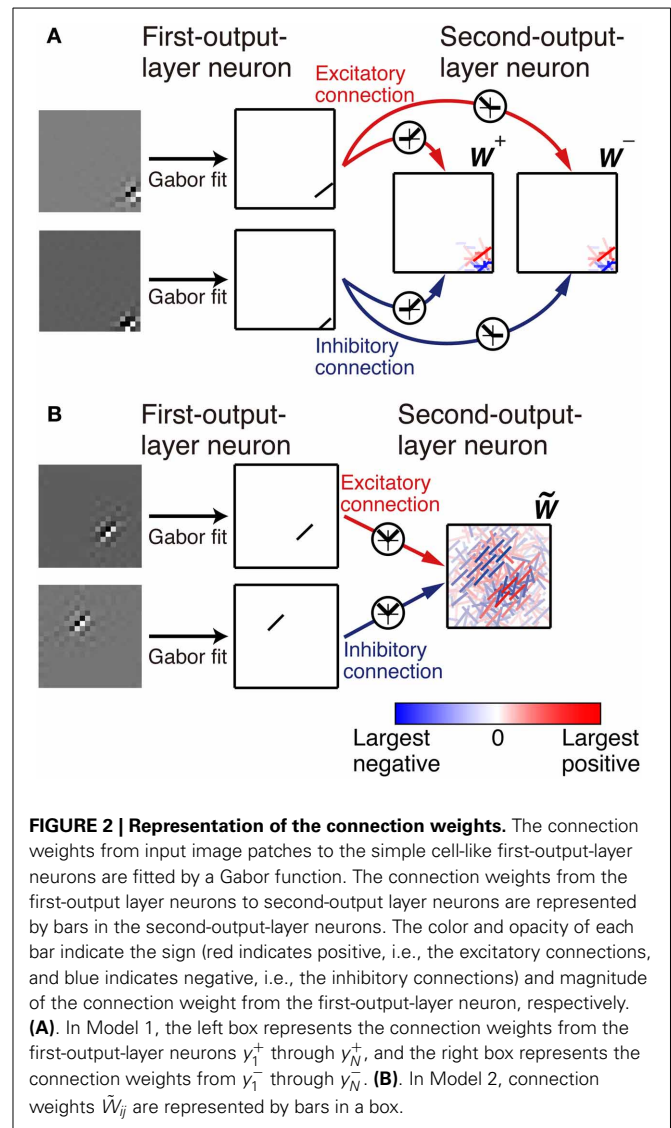 A
First-output-
layer neuron
Second-output-
layer neuron
Excitatory
connection
W+
W−
Gabor fit
Gabor fit
Inhibitory
connection
B
First-output-
layer neuron
Second-output-
layer neuron
Excitatory
connection
W̃
Gabor fit
Gabor fit
Inhibitory
connection
Largest
negative
0
Largest
positive
FIGURE 2 | Representation of the connection weights. The connection
weights from input image patches to the simple cell-like first-output-layer
neurons are fitted by a Gabor function. The connection weights from the
first-output layer neurons to second-output layer neurons are represented
by bars in the second-output-layer neurons. The color and opacity of each
bar indicate the sign (red indicates positive, i.e., the excitatory connections,
and blue indicates negative, i.e., the inhibitory connections) and magnitude
of the connection weight from the first-output-layer neuron, respectively.
(A). In Model 1, the left box represents the connection weights from the
first-output-layer neurons y₁⁺ through y_N⁺, and the right box represents the
connection weights from y₁⁻ through y_N⁻. (B). In Model 2, connection
weights W̃ij are represented by bars in a box.